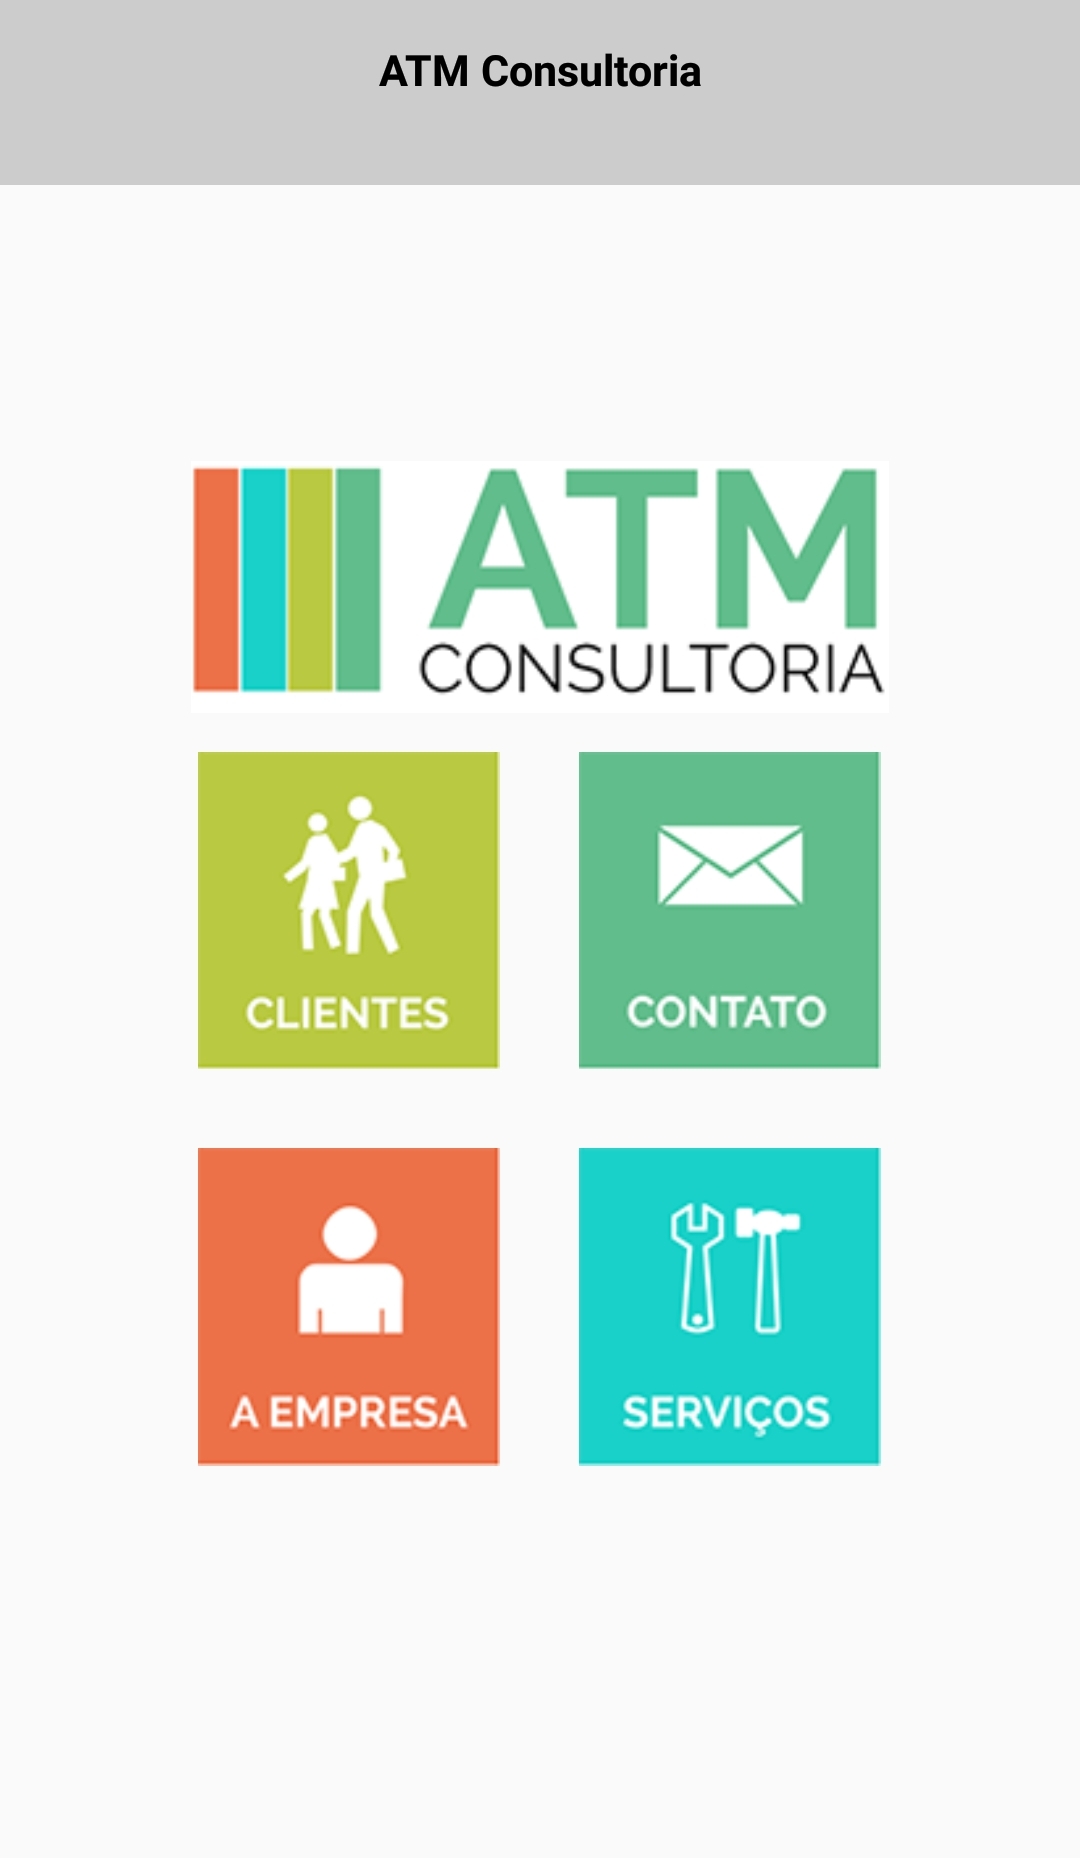 ATM Consultoria
ATM
CONSULTORIA
CLIENTES
CONTATO
A EMPRESA
SERVIÇOS